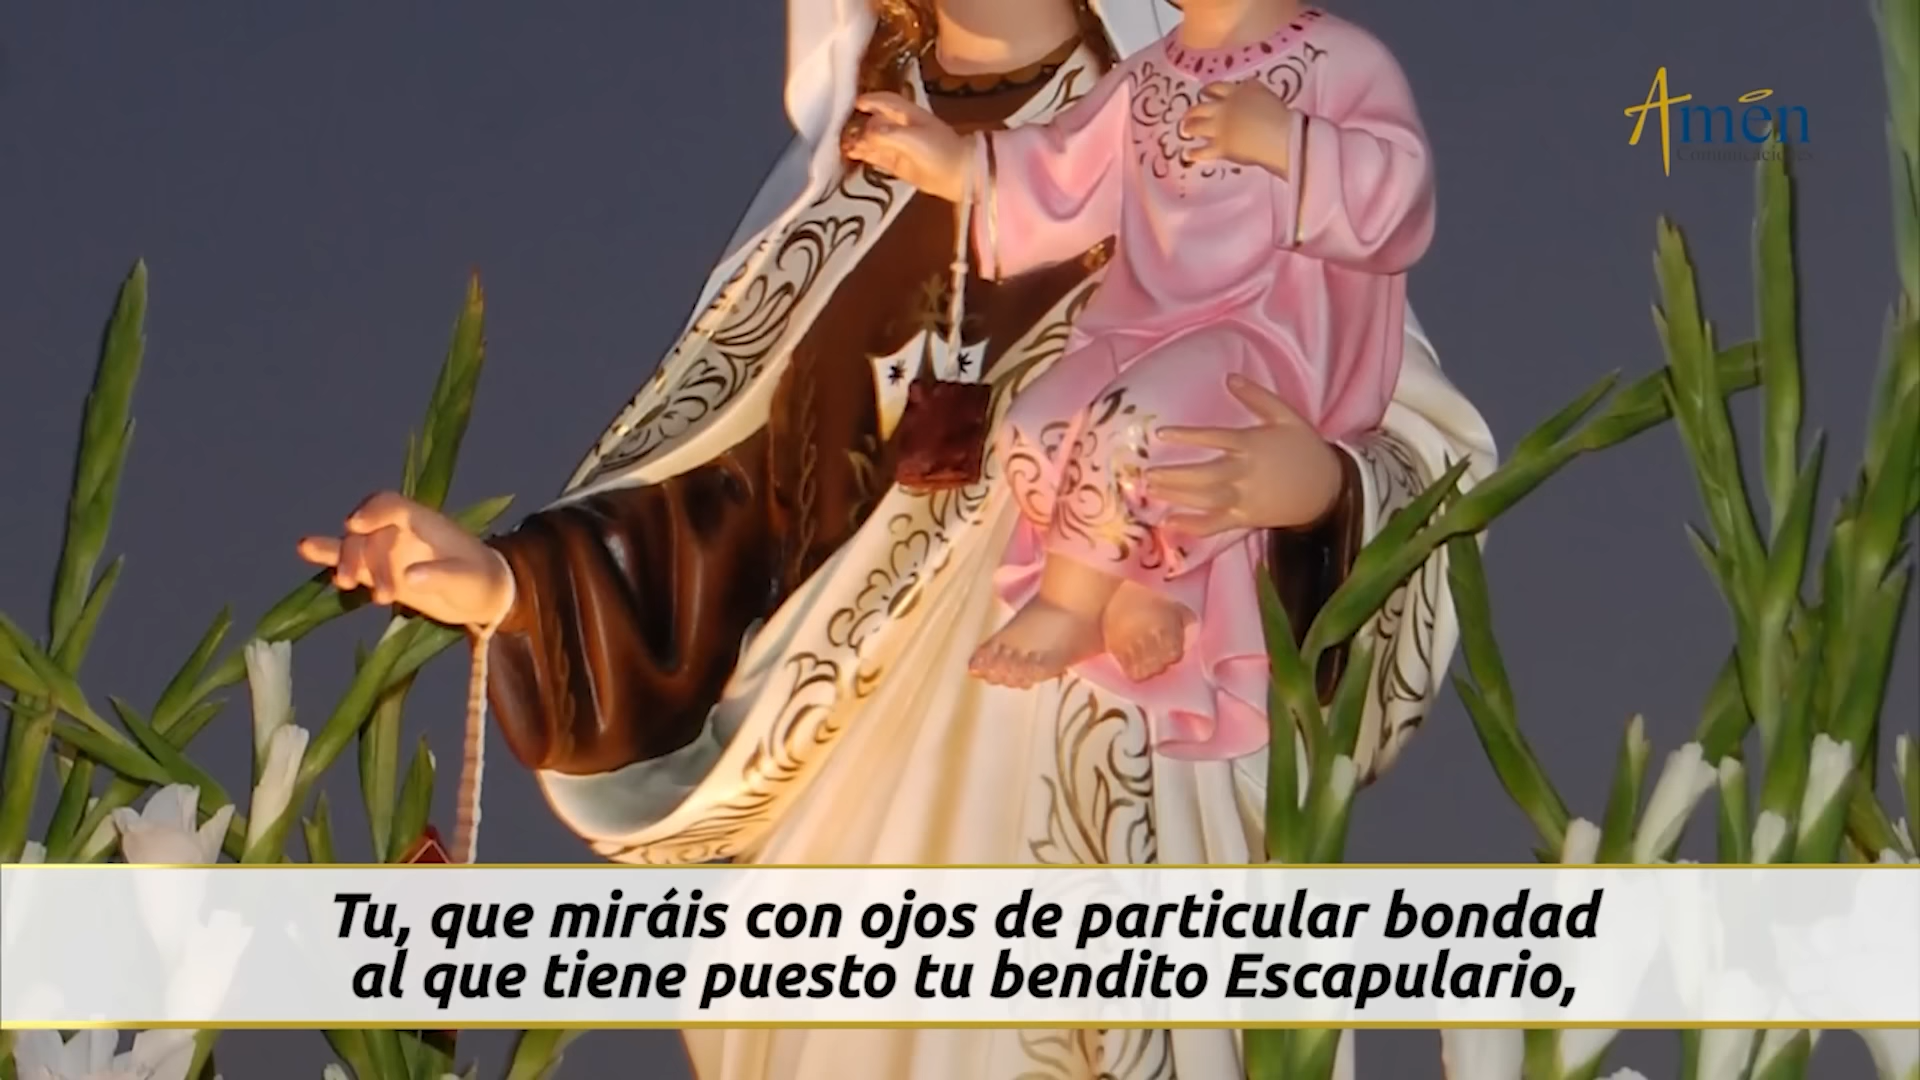 Amén
Comunicaciones
Tu, que miráis con ojos de particular bondad
al que tiene puesto tu bendito Escapulario,